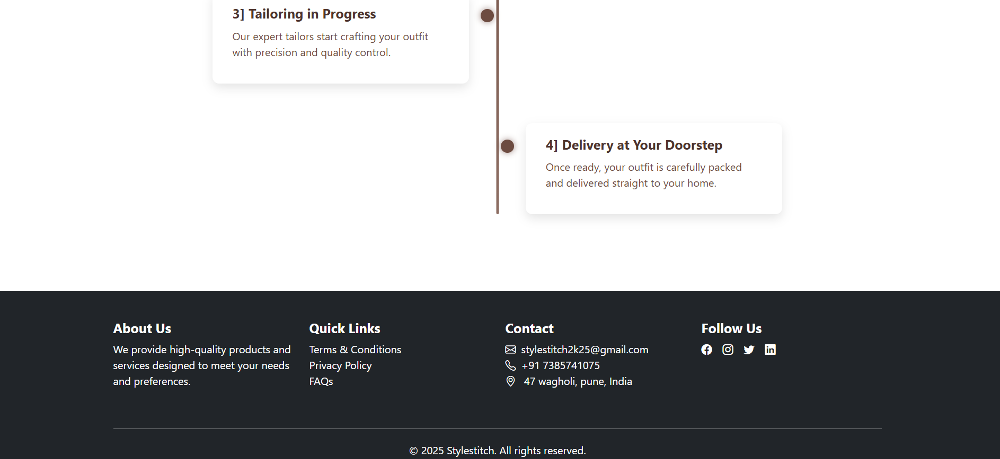 3] Tailoring in Progress
Our expert tailors start crafting your outfit
with precision and quality control.
4] Delivery at Your Doorstep
Once ready, your outfit is carefully packed
and delivered straight to your home.
About Us
We provide high-quality products and
services designed to meet your needs
and preferences.
Quick Links
Terms & Conditions
Privacy Policy
FAQs
Contact
stylestitch2k25@gmail.com
+91 7385741075
47 wagholi, pune, India
Follow Us
© 2025 Stylestitch. All rights reserved.